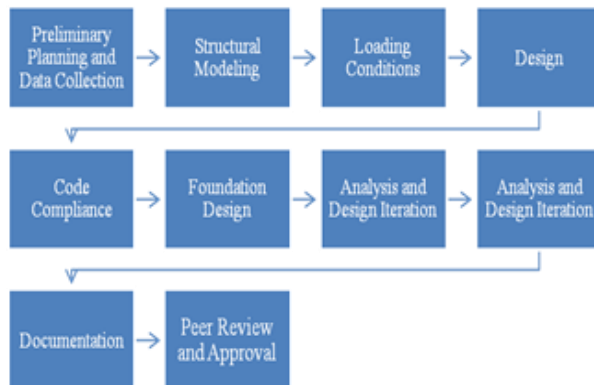 Preliminary
Planning and
Data Collection
Structural
Modeling
Loading
Conditions
Design
Code
Compliance
Foundation
Design
Analysis and
Design Iteration
Analysis and
Design Iteration
Documentation
Peer Review
and Approval